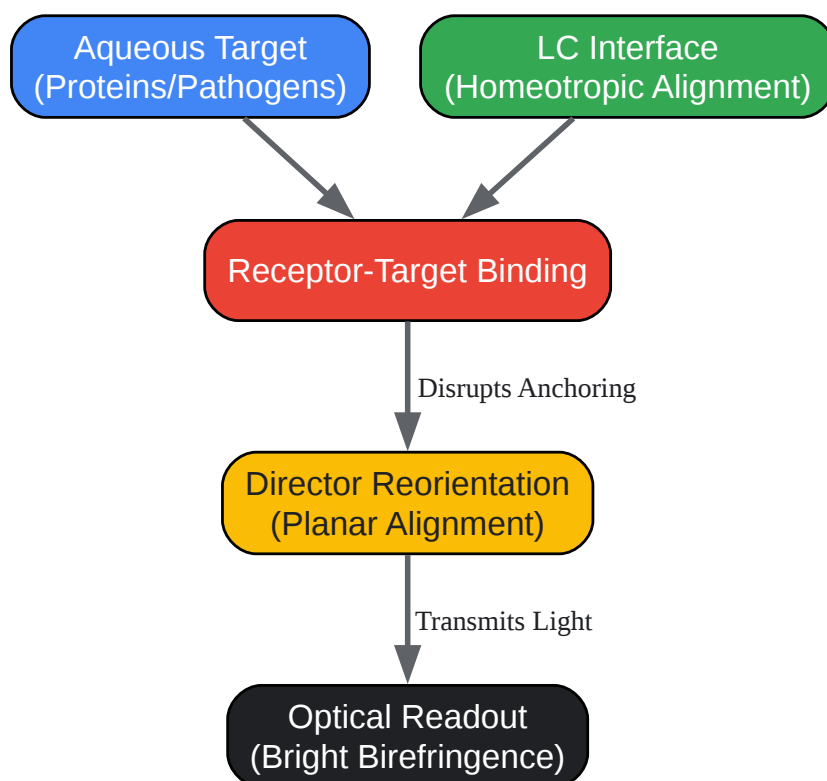 Aqueous Target
(Proteins/Pathogens)
LC Interface
(Homeotropic Alignment)
Receptor-Target Binding
Disrupts Anchoring
Director Reorientation
(Planar Alignment)
Transmits Light
Optical Readout
(Bright Birefringence)